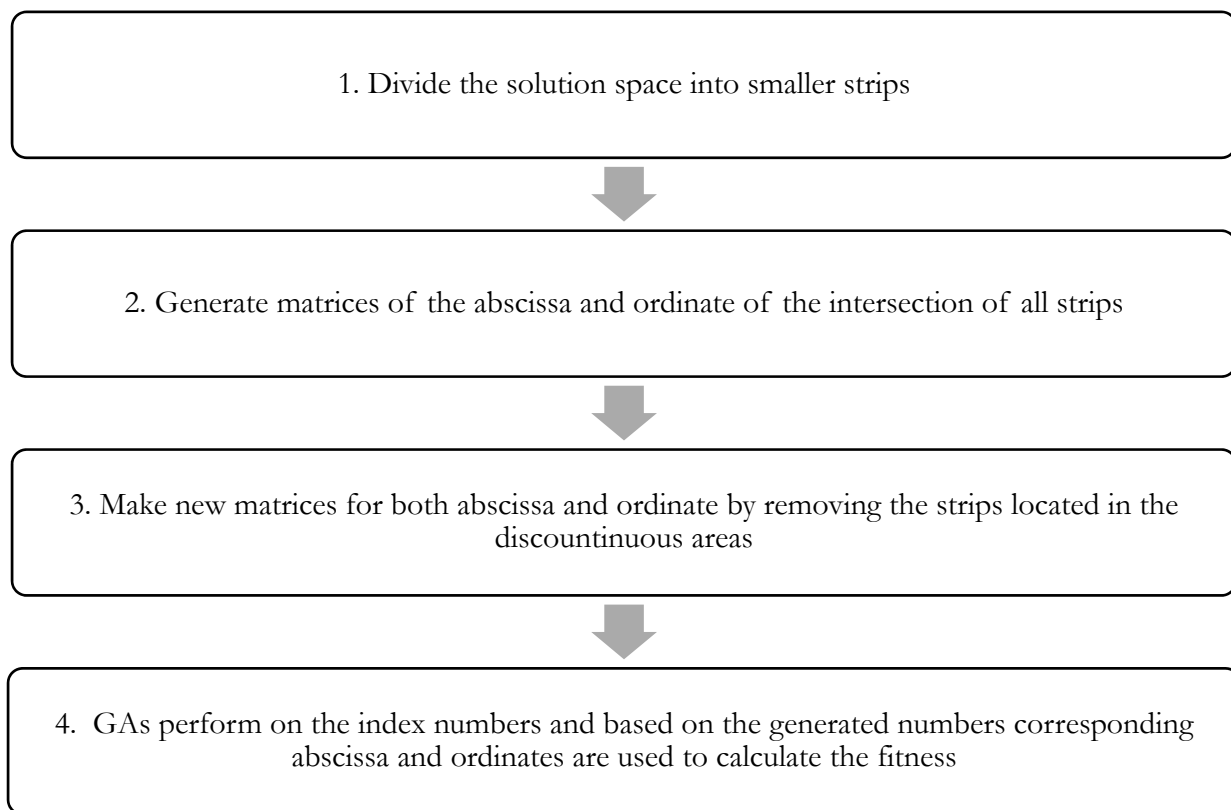 1. Divide the solution space into smaller strips
2. Generate matrices of the abscissa and ordinate of the intersection of all strips
3. Make new matrices for both abscissa and ordinate by removing the strips located in the
discountinuous areas
4. GAs perform on the index numbers and based on the generated numbers corresponding
abscissa and ordinates are used to calculate the fitness